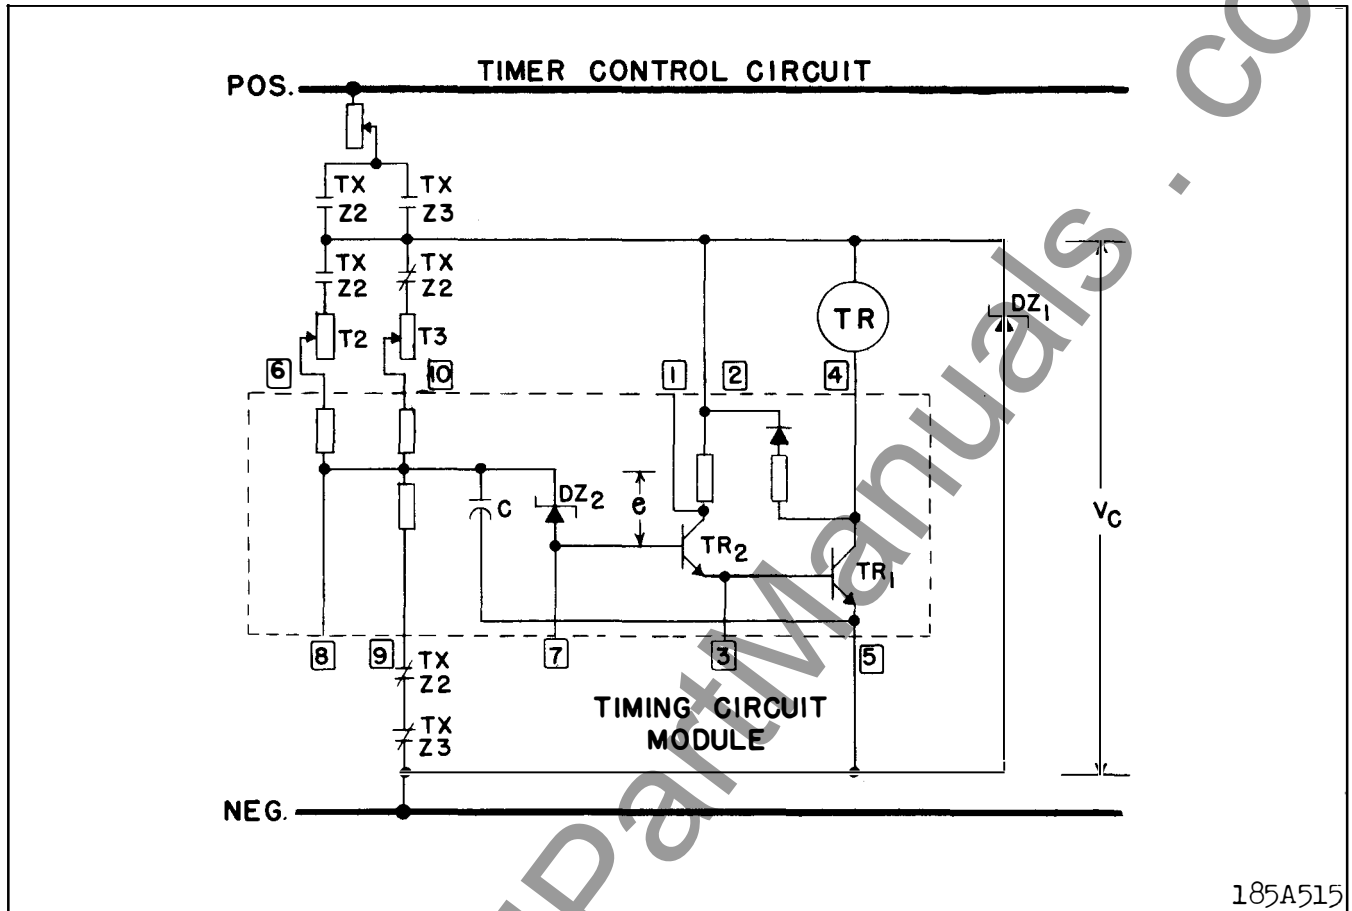 TIMER CONTROL CIRCUIT
POS.
TX
Z2
TX
Z3
TX
Z2
TX
Z2
T2
T3
TR
DZ1
6
10
1
2
4
C
DZ2
e
TR2
TR1
VC
8
9
7
3
5
TX
Z2
TX
Z3
TIMING CIRCUIT
MODULE
NEG.
185A515
PartManuals.co